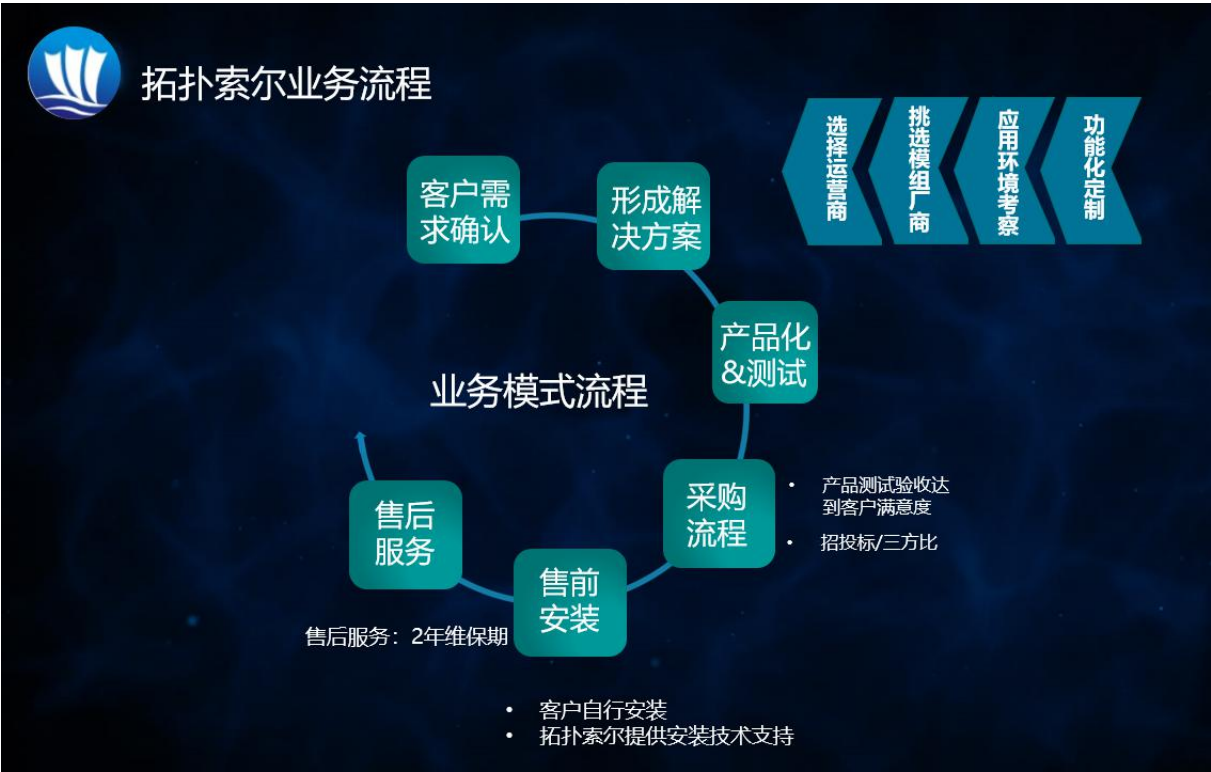 拓扑索尔业务流程
选择运营商
挑选模组厂商
应用环境考察
功能化定制
客户需
求确认
形成解
决方案
产品化
&测试
业务模式流程
采购
流程
• 产品测试验收达
到客户满意度
• 招投标/三方比
售前
安装
• 客户自行安装
• 拓扑索尔提供安装技术支持
售后
服务
售后服务：2年维保期